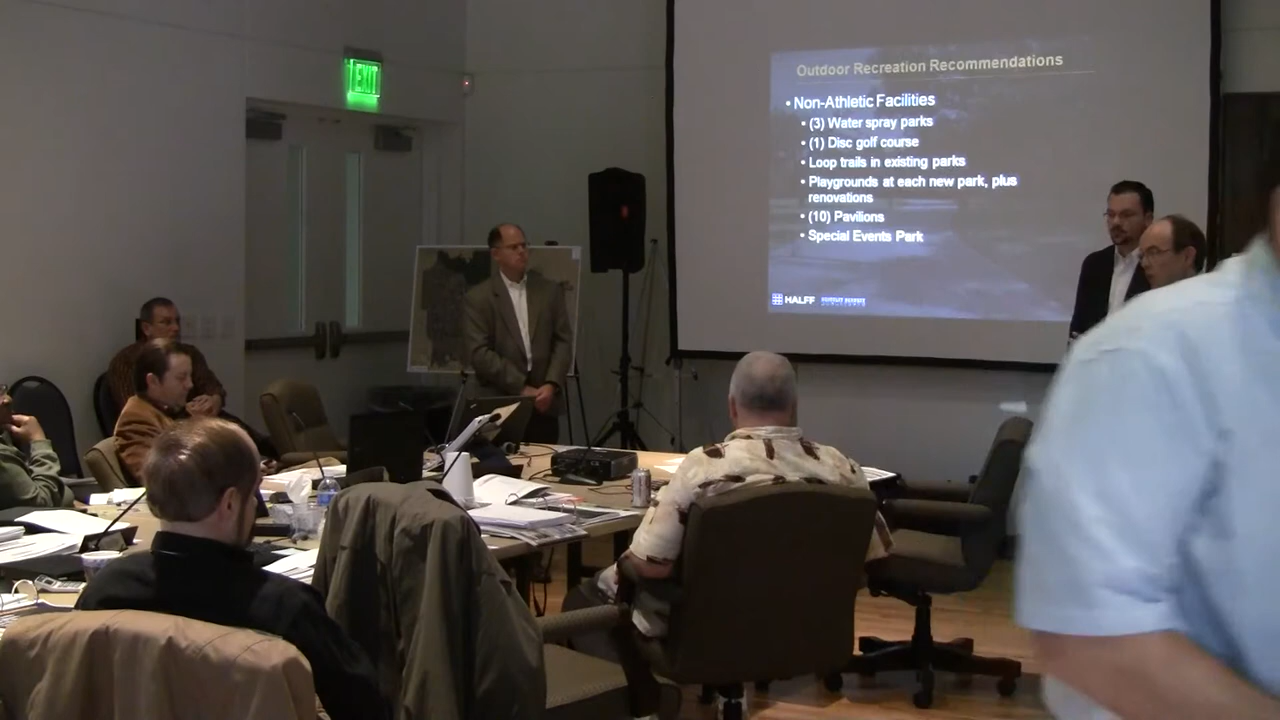 EXIT
Outdoor Recreation Recommendations
• Non-Athletic Facilities
• (3) Water spray parks
• (1) Disc golf course
• Loop trails in existing parks
• Playgrounds at each new park, plus
renovations
• (10) Pavilions
• Special Events Park
HALFF